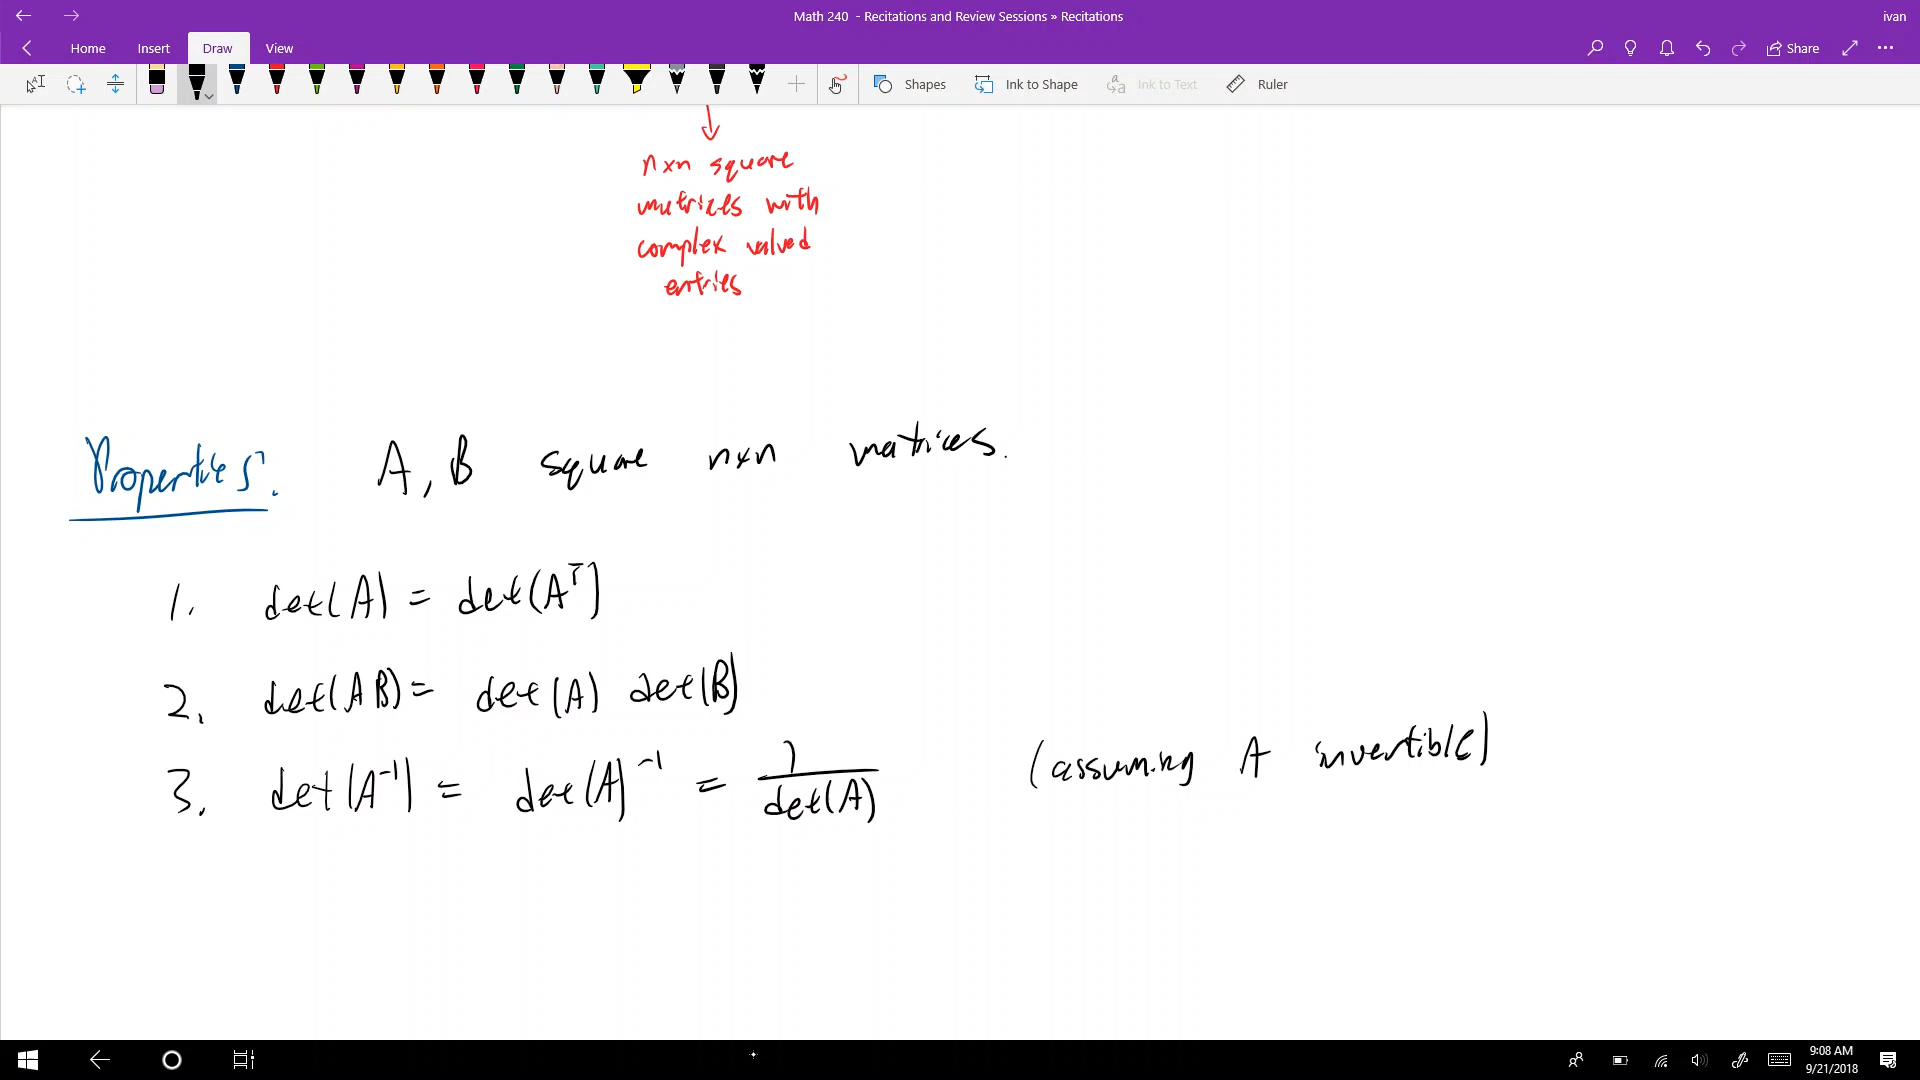 Math 240 - Recitations and Review Sessions » Recitations
ivan
Home Insert Draw View
Share
Shapes Ink to Shape Ink to Text Ruler
n×n square
matrices with
complex valued
entries
Properties: A, B square n×n matrices.
1. det(A) = det(Aᵀ)
2. det(AB) = det(A) det(B)
3. det(A⁻¹) = det(A)⁻¹ = 1/det(A) (assuming A invertible)
9:08 AM
9/21/2018